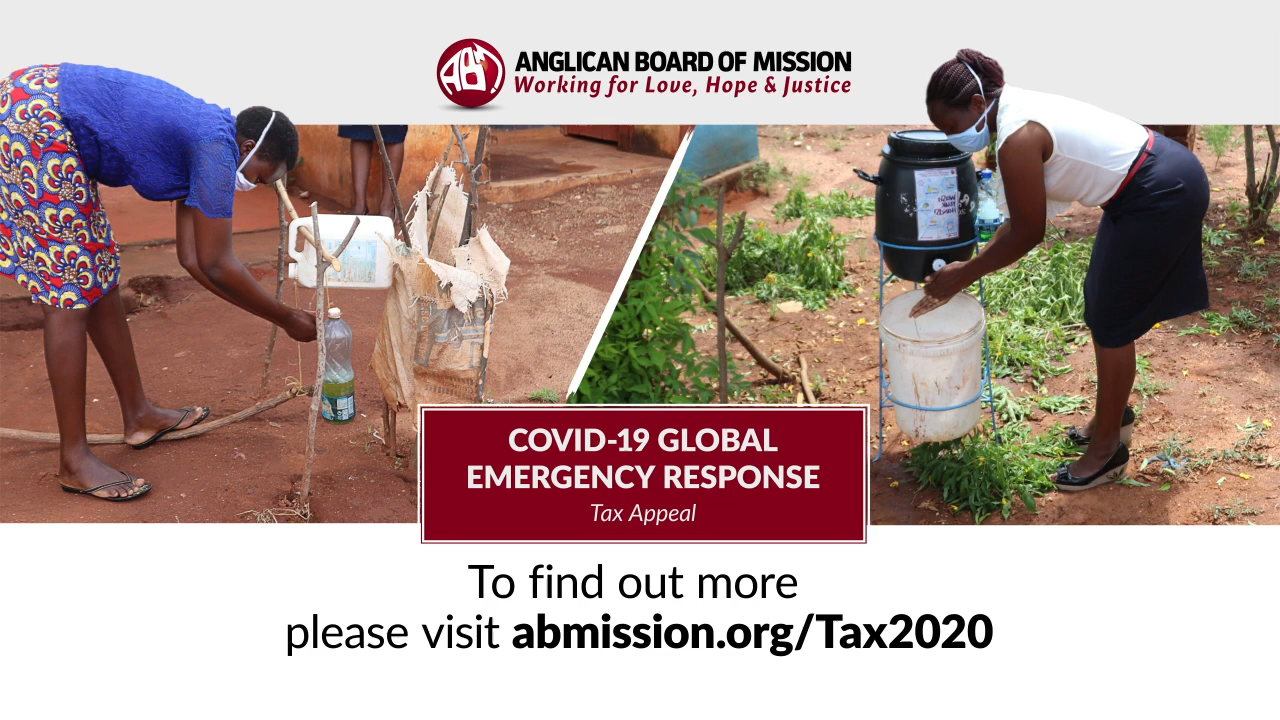 ABM
ANGLICAN BOARD OF MISSION
Working for Love, Hope & Justice
COVID-19 GLOBAL
EMERGENCY RESPONSE
Tax Appeal
To find out more
please visit abmission.org/Tax2020